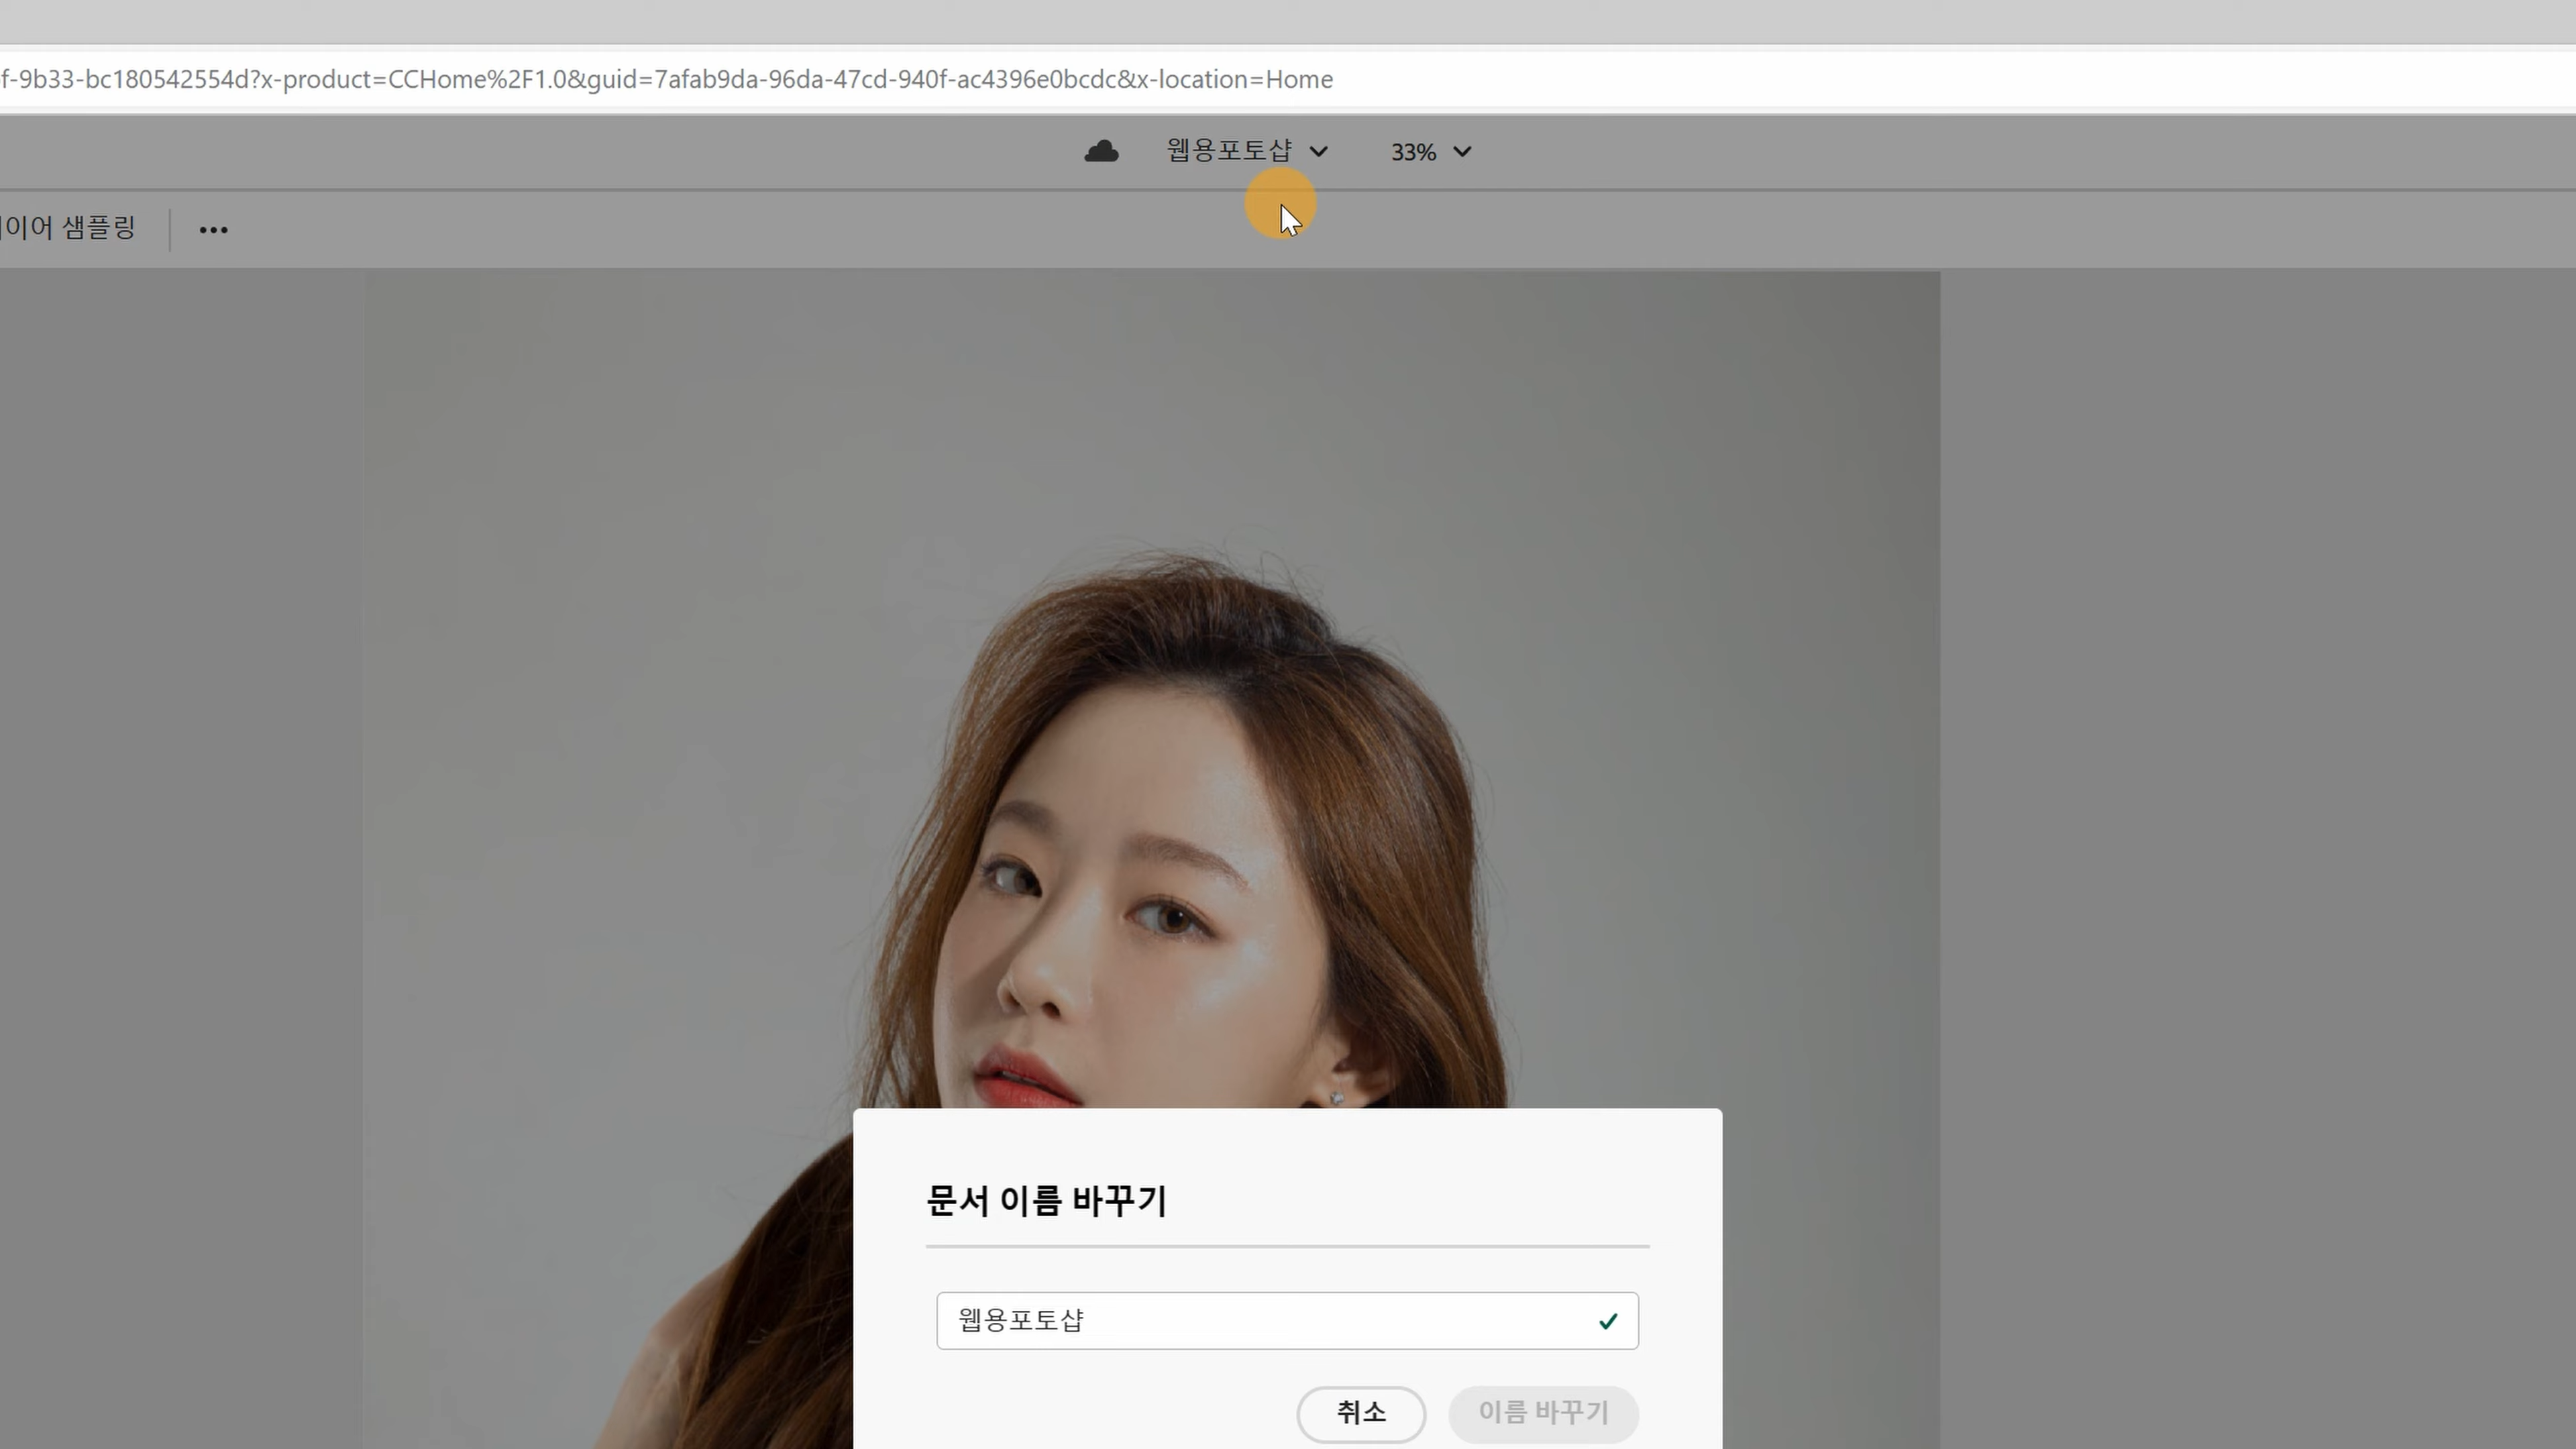 f-9b33-bc180542554d?x-product=CCHome%2F1.0&guid=7afab9da-96da-47cd-940f-ac4396e0bcdc&x-location=Home
웹용포토샵 33%
이어 샘플링
문서 이름 바꾸기
웹용포토샵
취소 이름 바꾸기